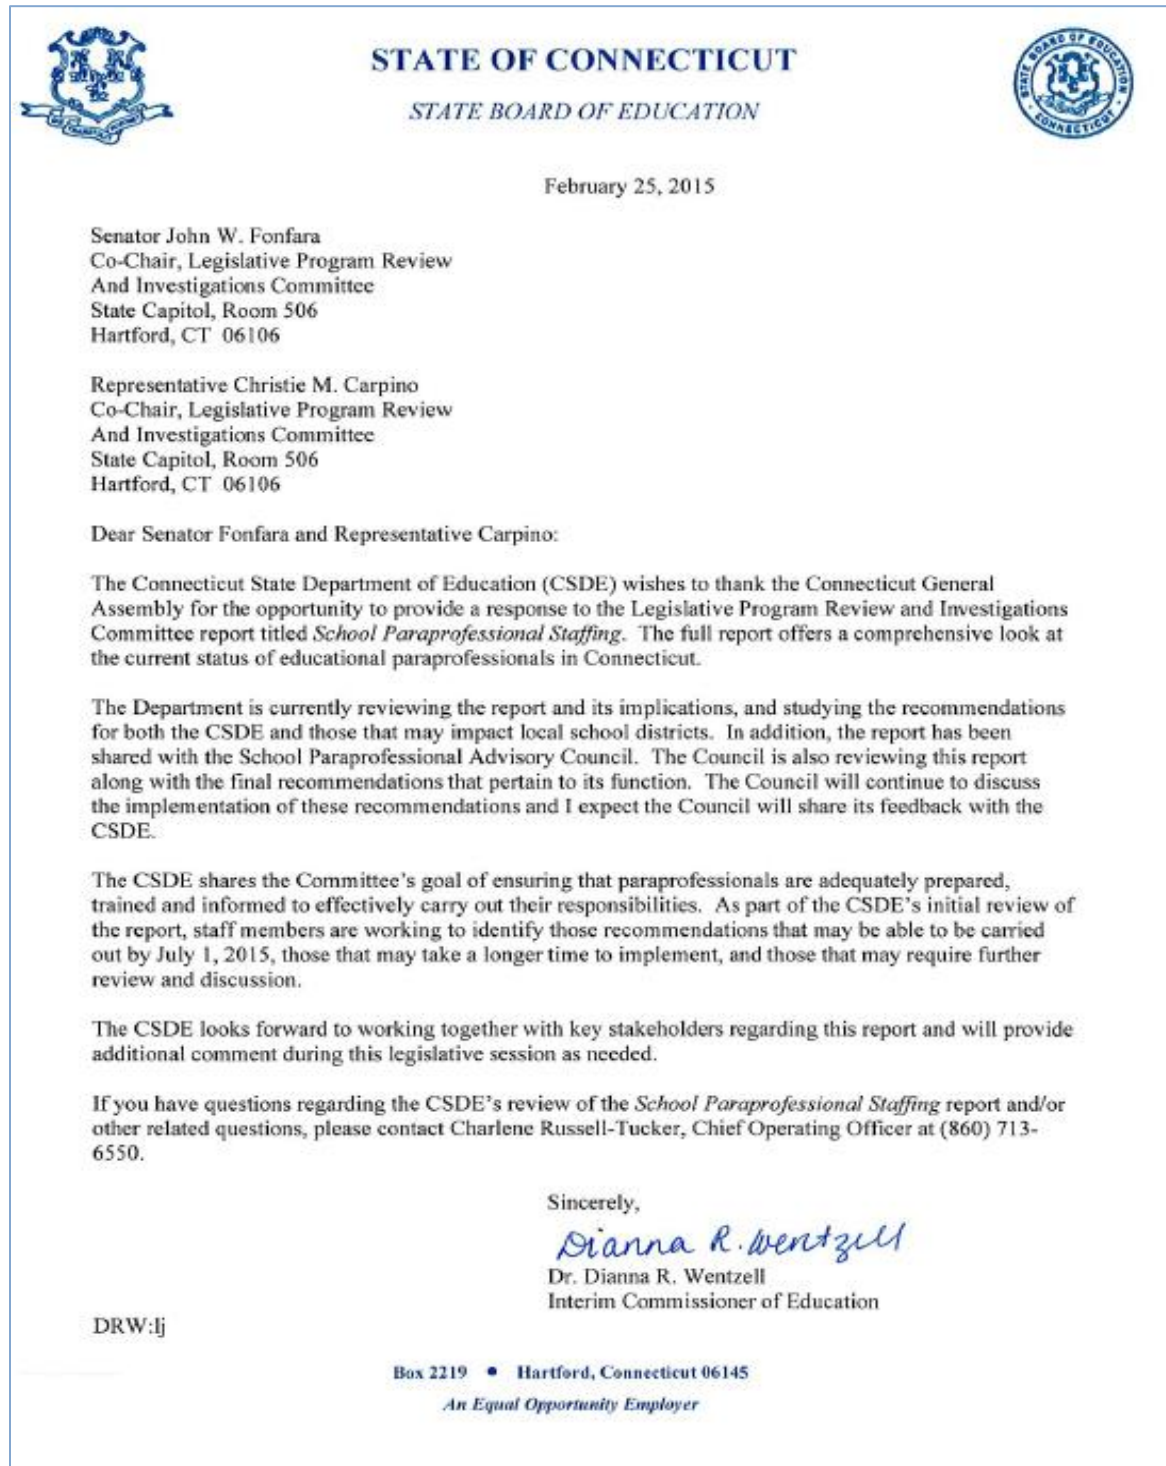 STATE OF CONNECTICUT
STATE BOARD OF EDUCATION
STATE BOARD OF EDUCATION
CONNECTICUT
February 25, 2015
Senator John W. Fonfara
Co-Chair, Legislative Program Review
And Investigations Committee
State Capitol, Room 506
Hartford, CT 06106
Representative Christie M. Carpino
Co-Chair, Legislative Program Review
And Investigations Committee
State Capitol, Room 506
Hartford, CT 06106
Dear Senator Fonfara and Representative Carpino:
The Connecticut State Department of Education (CSDE) wishes to thank the Connecticut General
Assembly for the opportunity to provide a response to the Legislative Program Review and Investigations
Committee report titled School Paraprofessional Staffing. The full report offers a comprehensive look at
the current status of educational paraprofessionals in Connecticut.
The Department is currently reviewing the report and its implications, and studying the recommendations
for both the CSDE and those that may impact local school districts. In addition, the report has been
shared with the School Paraprofessional Advisory Council. The Council is also reviewing this report
along with the final recommendations that pertain to its function. The Council will continue to discuss
the implementation of these recommendations and I expect the Council will share its feedback with the
CSDE.
The CSDE shares the Committee's goal of ensuring that paraprofessionals are adequately prepared,
trained and informed to effectively carry out their responsibilities. As part of the CSDE's initial review of
the report, staff members are working to identify those recommendations that may be able to be carried
out by July 1, 2015, those that may take a longer time to implement, and those that may require further
review and discussion.
The CSDE looks forward to working together with key stakeholders regarding this report and will provide
additional comment during this legislative session as needed.
If you have questions regarding the CSDE's review of the School Paraprofessional Staffing report and/or
other related questions, please contact Charlene Russell-Tucker, Chief Operating Officer at (860) 713-
6550.
Sincerely,
Dianna R. Wentzell
Dr. Dianna R. Wentzell
Interim Commissioner of Education
DRW:lj
Box 2219 • Hartford, Connecticut 06145
An Equal Opportunity Employer